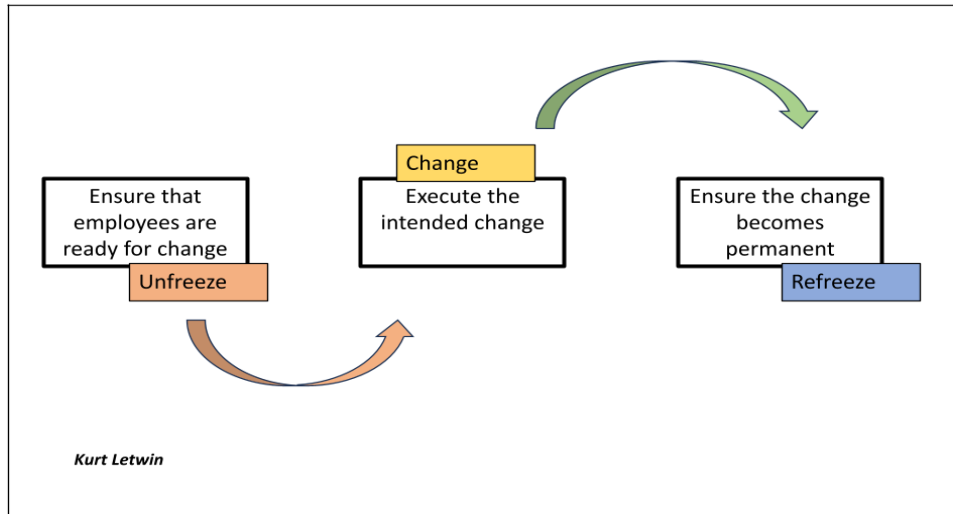 Ensure that
employees are
ready for change
Unfreeze
Change
Execute the
intended change
Ensure the change
becomes
permanent
Refreeze
Kurt Letwin